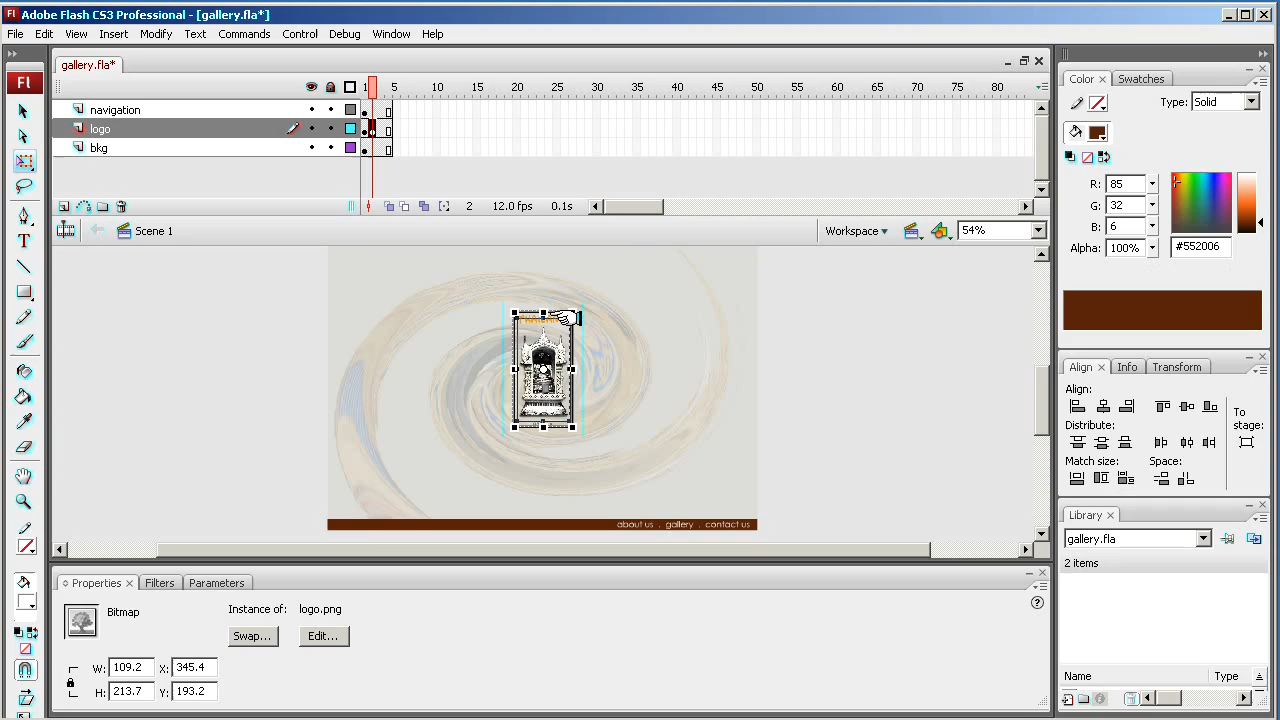 Fl Adobe Flash CS3 Professional - [gallery.fla*]
File Edit View Insert Modify Text Commands Control Debug Window Help
gallery.fla*
1 5 10 15 20 25 30 35 40 45 50 55 60 65 70 75 80
navigation
logo
bkg
2 12.0 fps 0.1s
Scene 1 Workspace 54%
about us . gallery . contact us
Properties Filters Parameters
Bitmap
Instance of: logo.png
Swap... Edit...
W: 109.2 X: 345.4
H: 213.7 Y: 193.2
Fl
Color Swatches
Type: Solid
R: 85
G: 32
B: 6
Alpha: 100% #552006
Align Info Transform
Align:
To stage:
Distribute:
Match size: Space:
Library
gallery.fla
2 items
Name Type